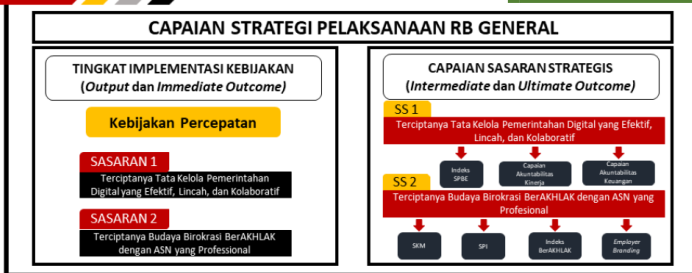 CAPAIAN STRATEGI PELAKSANAAN RB GENERAL
TINGKAT IMPLEMENTASI KEBIJAKAN
(Output dan Immediate Outcome)
Kebijakan Percepatan
SASARAN 1
Terciptanya Tata Kelola Pemerintahan
Digital yang Efektif, Lincah, dan Kolaboratif
SASARAN 2
Terciptanya Budaya Birokrasi BerAKHLAK
dengan ASN yang Professional
CAPAIAN SASARAN STRATEGIS
(Intermediate dan Ultimate Outcome)
SS 1
Terciptanya Tata Kelola Pemerintahan Digital yang Efektif,
Lincah, dan Kolaboratif
Indeks
SPBE
Capaian
Akuntabilitas
Kinerja
Capaian
Akuntabilitas
Keuangan
SS 2
Terciptanya Budaya Birokrasi BerAKHLAK dengan ASN yang
Profesional
SKM
SPI
Indeks
BerAKHLAK
Employer
Branding